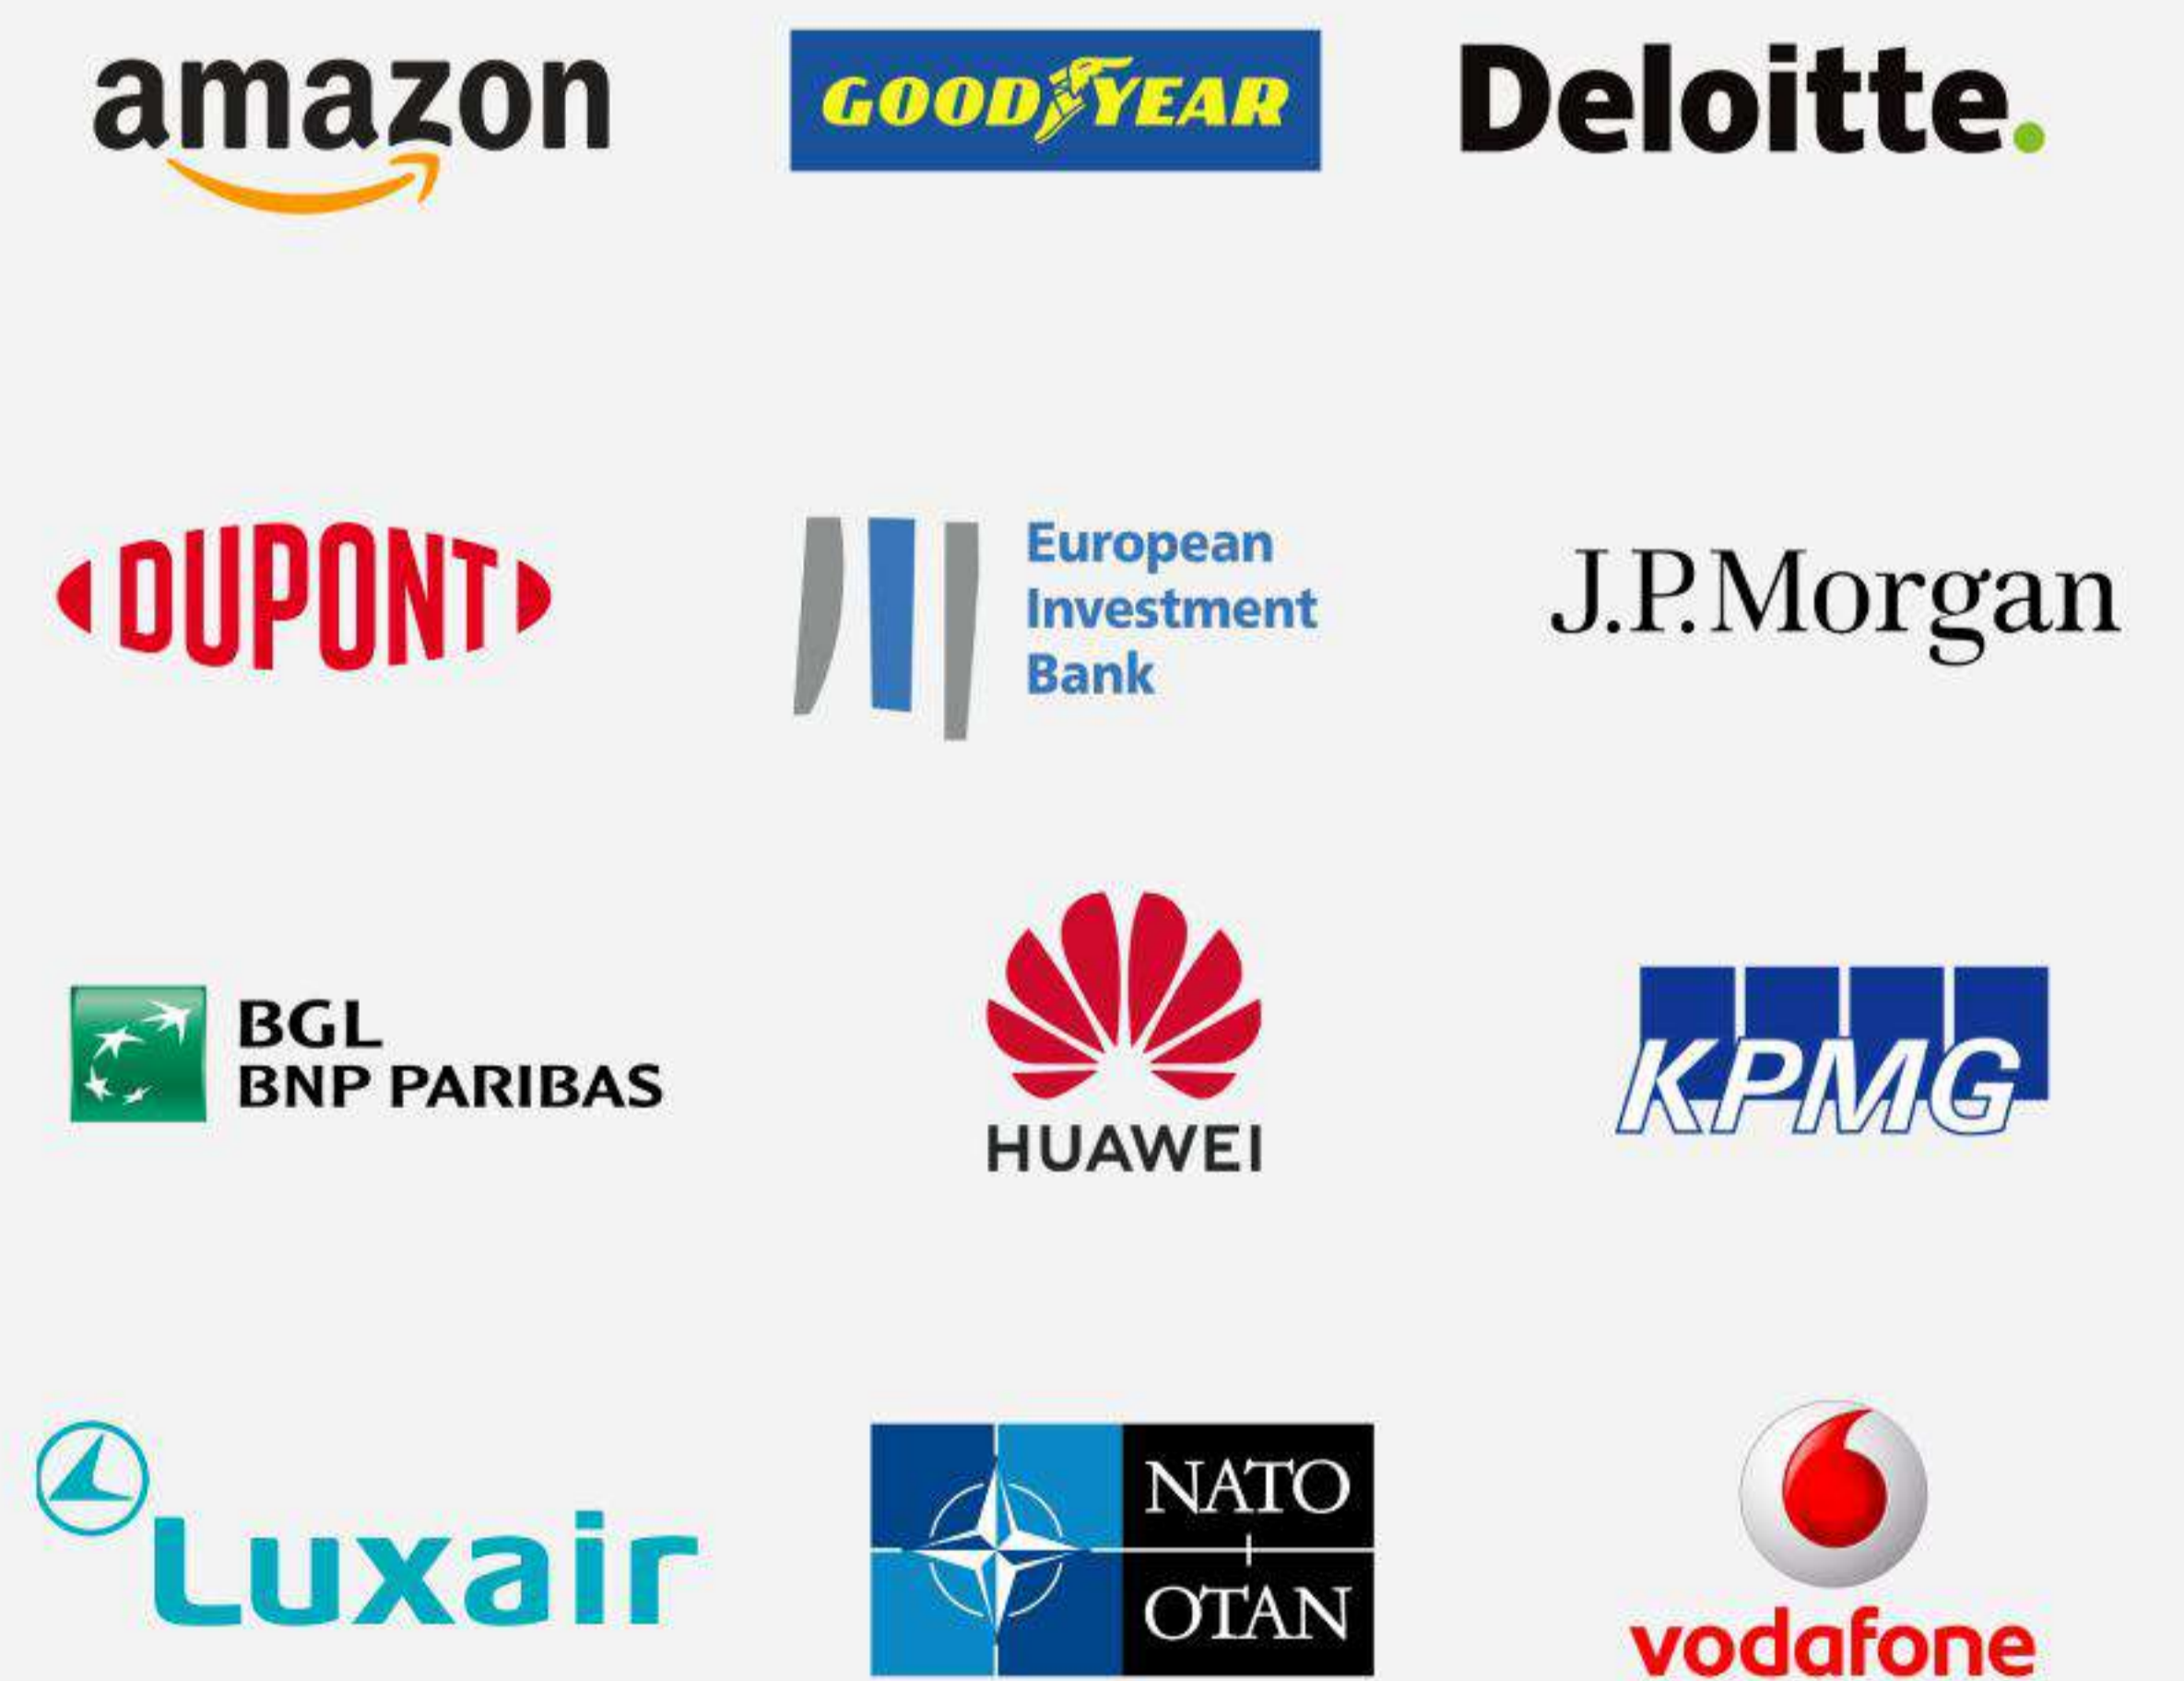 amazon
GOODYEAR
Deloitte.
DUPONT
European
Investment
Bank
J.P.Morgan
BGL
BNP PARIBAS
HUAWEI
KPMG
Luxair
NATO
OTAN
vodafone